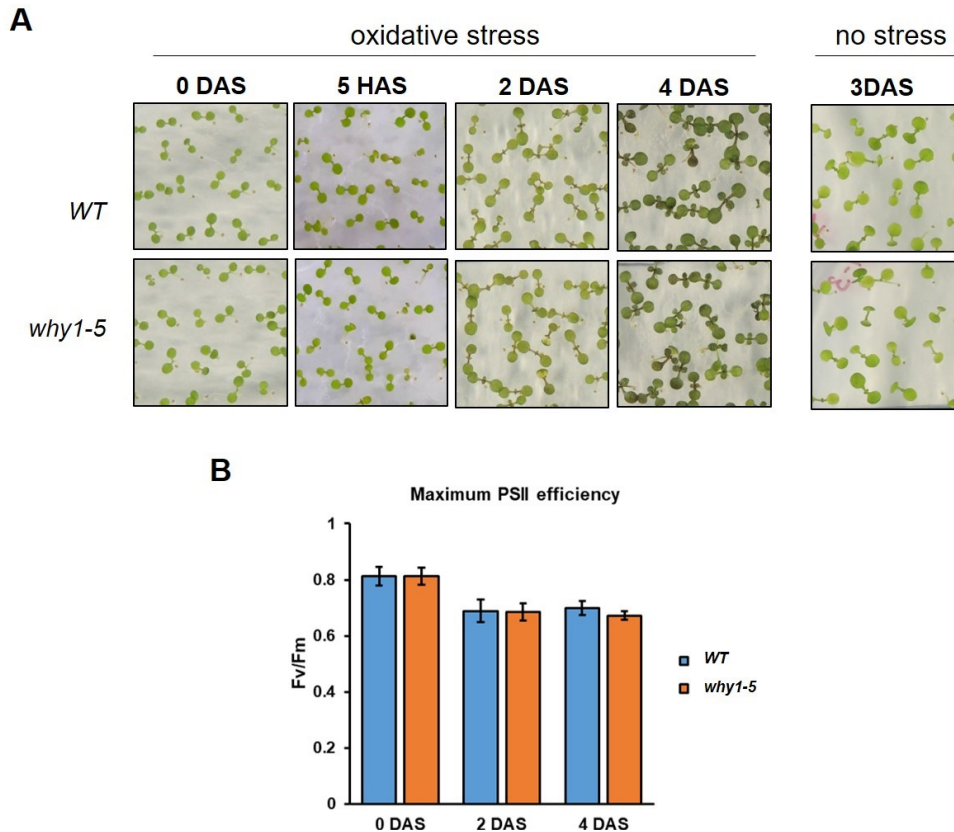 A
oxidative stress
no stress
0 DAS
5 HAS
2 DAS
4 DAS
3DAS
WT
why1-5
B
Maximum PSII efficiency
Fv/Fm
1
0.8
0.6
0.4
0.2
0
0 DAS
2 DAS
4 DAS
WT
why1-5